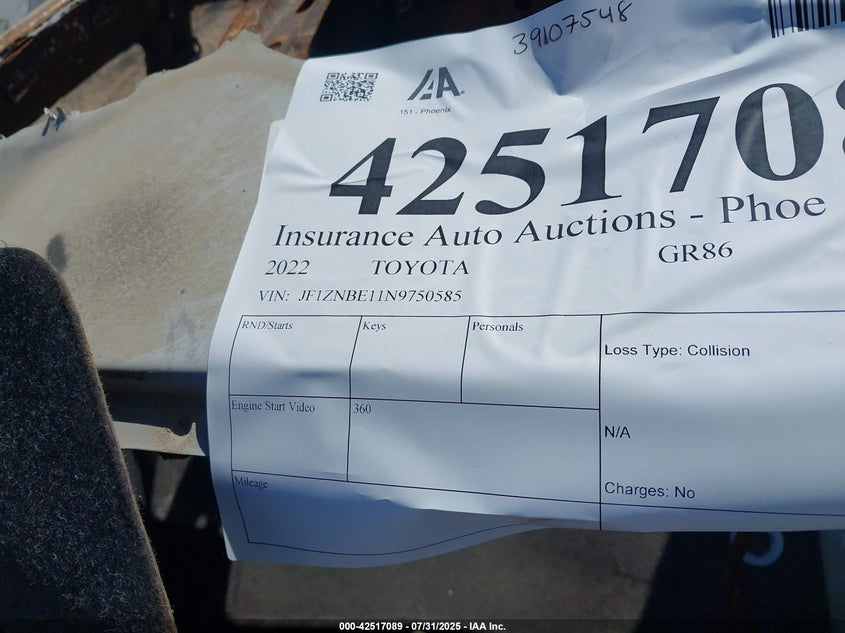 39107548
IAA
151 - Phoenix
4251708
Insurance Auto Auctions - Phoe
2022 TOYOTA GR86
VIN: JF1ZNBE11N9750585
RND/Starts Keys Personals
Loss Type: Collision
Engine Start Video 360
N/A
Mileage
Charges: No
000-42517089 - 07/31/2025 - IAA Inc.